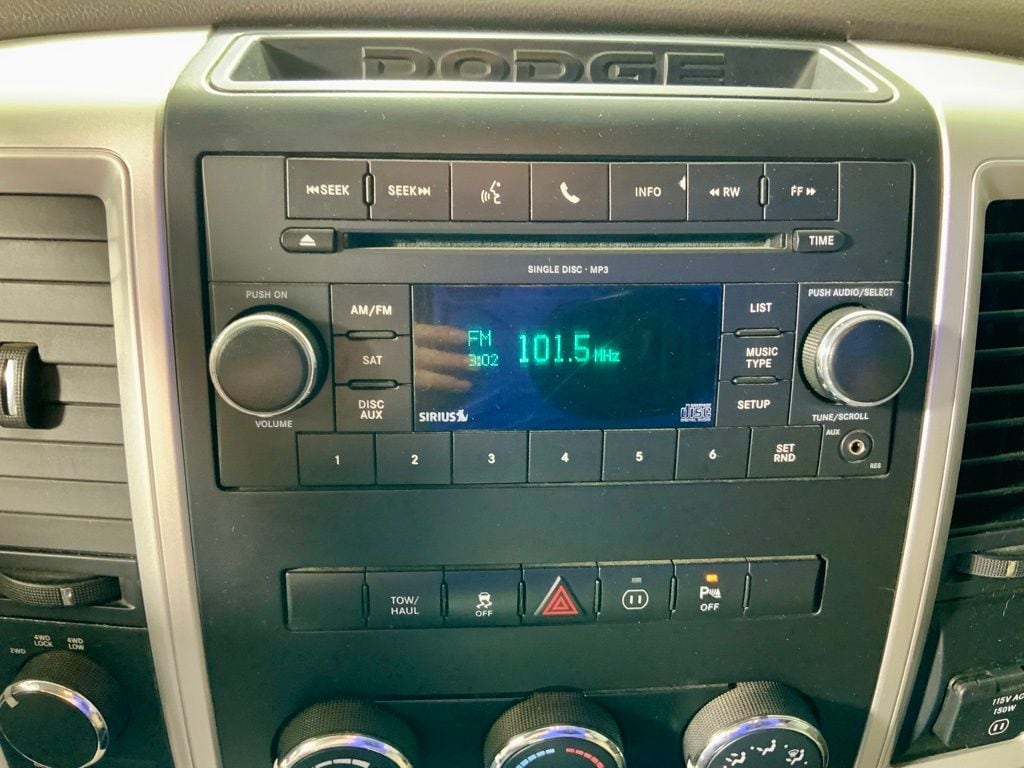 DODGE
SEEK
SEEK
INFO
RW
FF
TIME
SINGLE DISC · MP3
PUSH ON
VOLUME
AM/FM
SAT
DISC
AUX
FM
3:02
101.5 MHz
SIRIUS
LIST
MUSIC
TYPE
SETUP
PUSH AUDIO/SELECT
TUNE/SCROLL
1
2
3
4
5
6
SET
RND
AUX
RES
TOW/
HAUL
OFF
P
OFF
2WD
4WD
LOCK
4WD
LOW
115V AC
150W